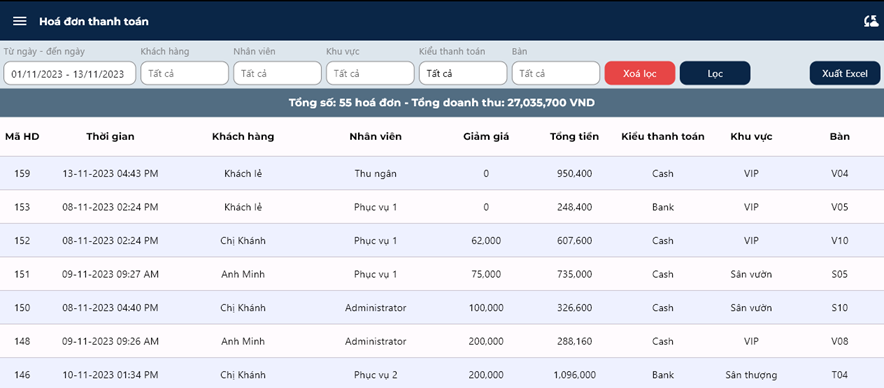 Hoá đơn thanh toán
Từ ngày - đến ngày Khách hàng Nhân viên Khu vực Kiểu thanh toán Bàn
01/11/2023 - 13/11/2023 Tất cả Tất cả Tất cả Tất cả Tất cả Xoá lọc Lọc Xuất Excel
Tổng số: 55 hoá đơn - Tổng doanh thu: 27,035,700 VND
Mã HD Thời gian Khách hàng Nhân viên Giảm giá Tổng tiền Kiểu thanh toán Khu vực Bàn
159 13-11-2023 04:43 PM Khách lẻ Thu ngân 0 950,400 Cash VIP V04
153 08-11-2023 02:24 PM Khách lẻ Phục vụ 1 0 248,400 Bank VIP V05
152 08-11-2023 02:24 PM Chị Khánh Phục vụ 1 62,000 607,600 Cash VIP V10
151 09-11-2023 09:27 AM Anh Minh Phục vụ 1 75,000 735,000 Cash Sân vườn S05
150 08-11-2023 04:40 PM Chị Khánh Administrator 100,000 326,600 Cash Sân vườn S10
148 09-11-2023 09:26 AM Anh Minh Administrator 200,000 288,160 Cash VIP V08
146 10-11-2023 01:34 PM Chị Khánh Phục vụ 2 200,000 1,096,000 Bank Sân thượng T04